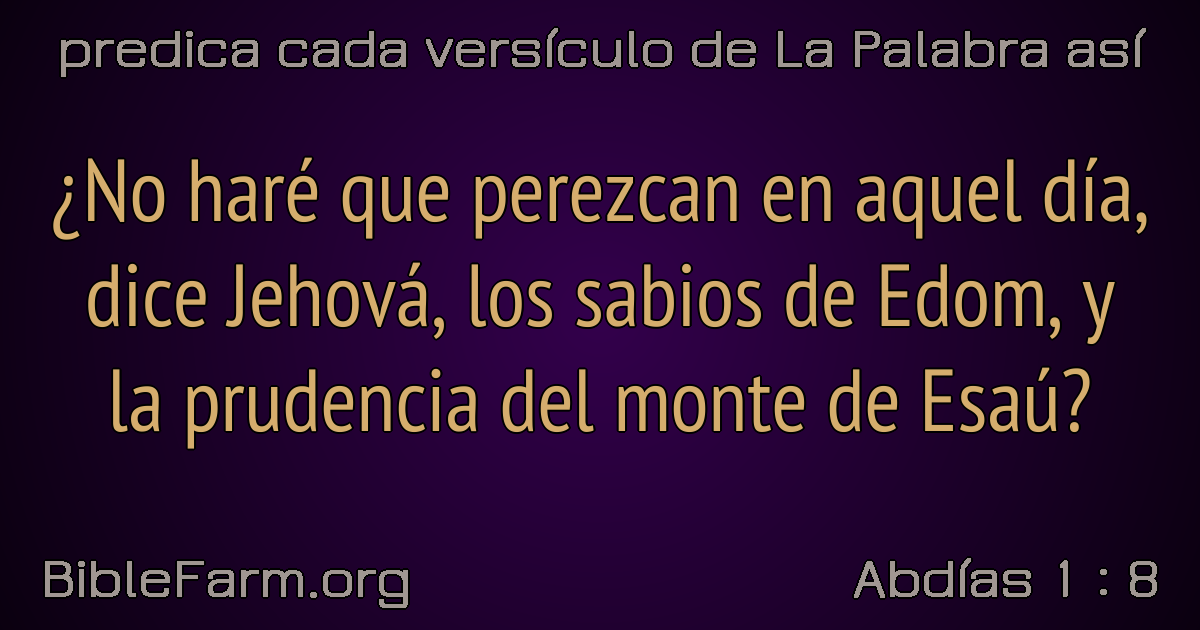 predica cada versículo de La Palabra así
¿No haré que perezcan en aquel día,
dice Jehová, los sabios de Edom, y
la prudencia del monte de Esaú?
BibleFarm.org
Abdías 1 : 8